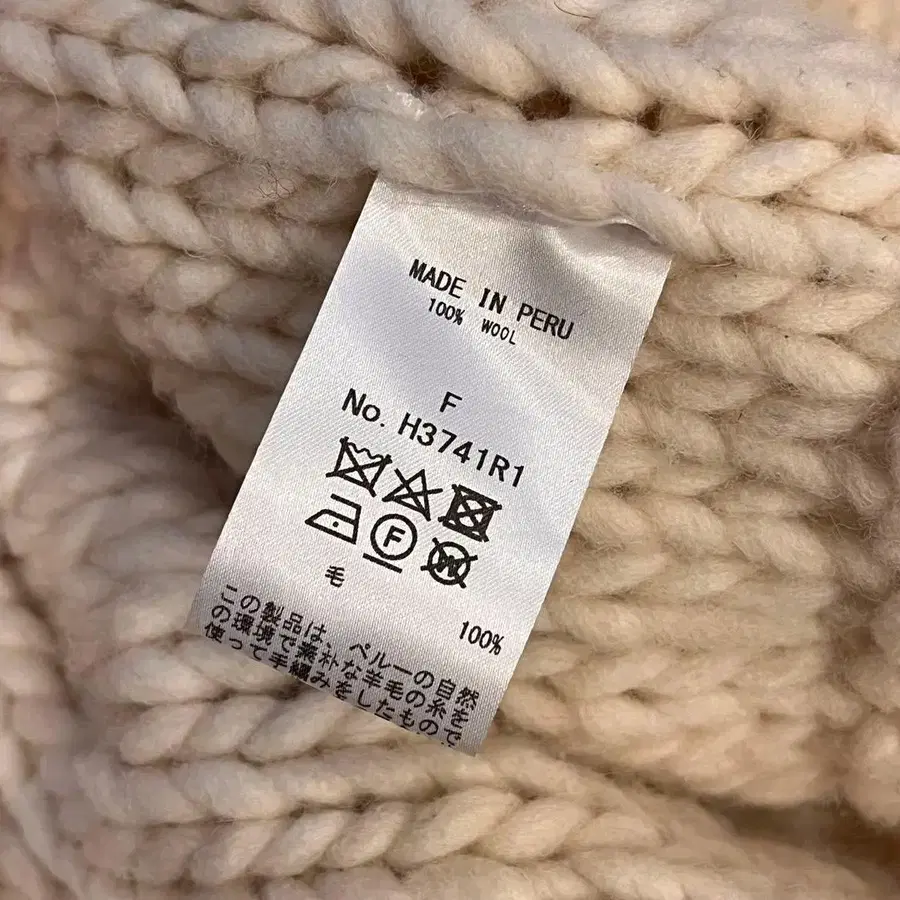 MADE IN PERU
100% WOOL
F
No. H3741R1
F
W
毛 100%
この製品は、ペルーの自然
の環境で素朴な羊毛の糸を
使って手編みをしたもので